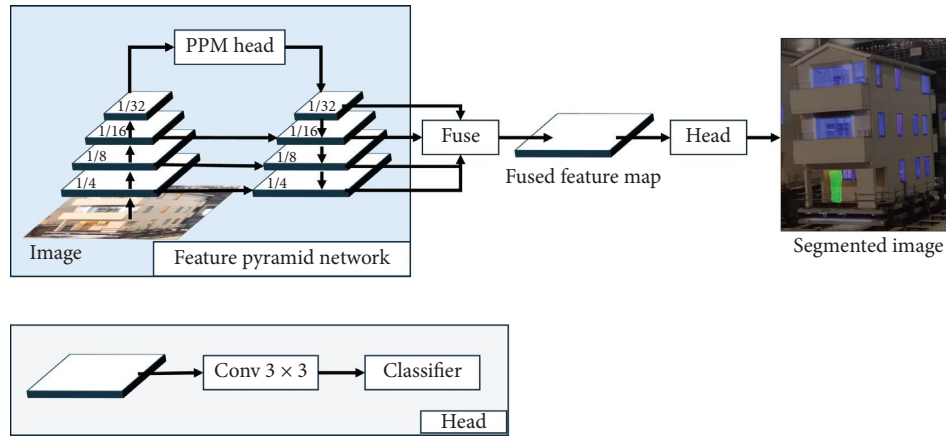 PPM head
1/32
1/16
1/8
1/4
1/32
1/16
1/8
1/4
Image
Feature pyramid network
Fuse
Fused feature map
Head
Segmented image
Conv 3 × 3
Classifier
Head